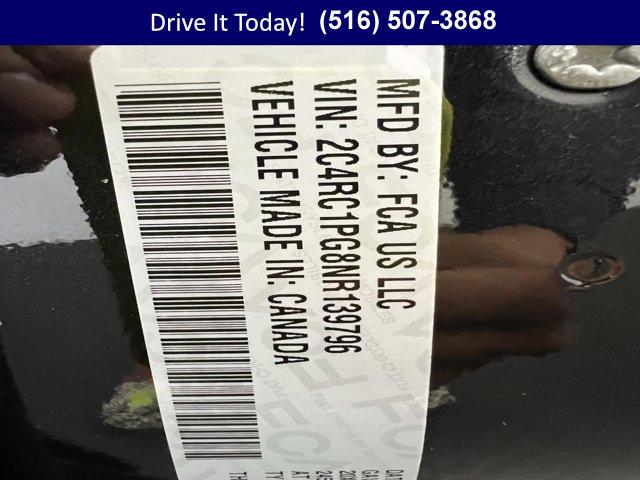 Drive It Today! (516) 507-3868
MFD BY: FCA US LLC
VIN: 2C4RC1PG8NR139796
VEHICLE MADE IN: CANADA